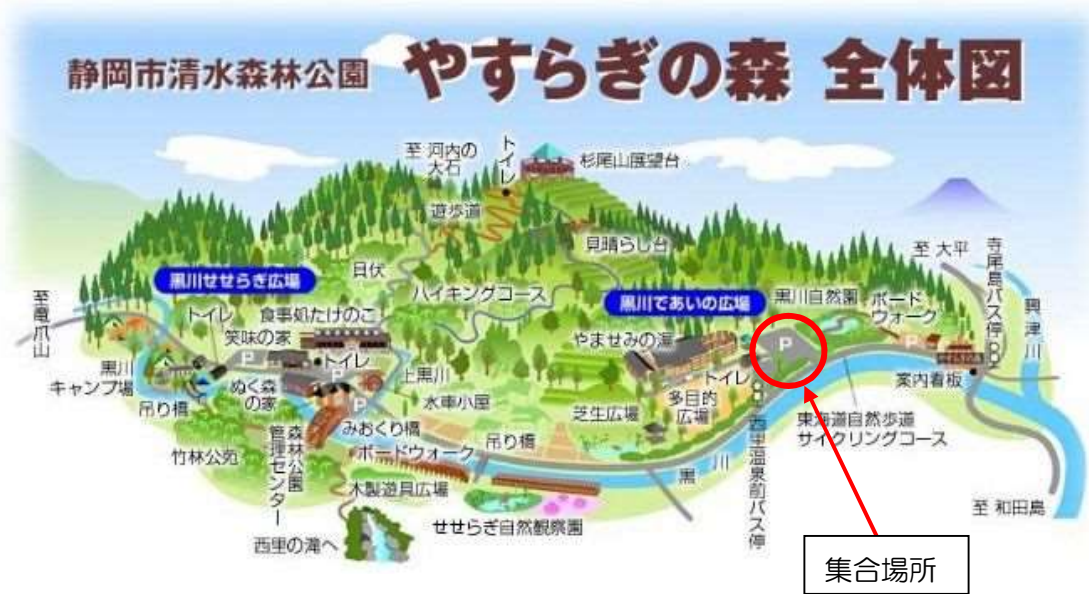 静岡市清水森林公園 やすらぎの森 全体図
至 河内の
大石
トイレ
杉尾山展望台
遊歩道
見晴らし台
貝伏
ハイキングコース
黒川せせらぎ広場
至竜爪山
トイレ
食事処たけのこ
笑味の家
トイレ
P
黒川
キャンプ場
吊り橋
ぬく森
の家
P
上黒川
水車小屋
みおくり橋
竹林公苑
森林公園
管理センター
ボードウォーク
吊り橋
木製遊具広場
せせらぎ自然観察園
西里の滝へ
黒川であいの広場
やませみの湯
トイレ
P
黒川自然園
ボード
ウォーク
P
至 大平
寺尾島バス停
興津川
案内看板
芝生広場
多目的
広場
西里温泉前バス停
東海道自然歩道
サイクリングコース
黒川
至 和田島
集合場所